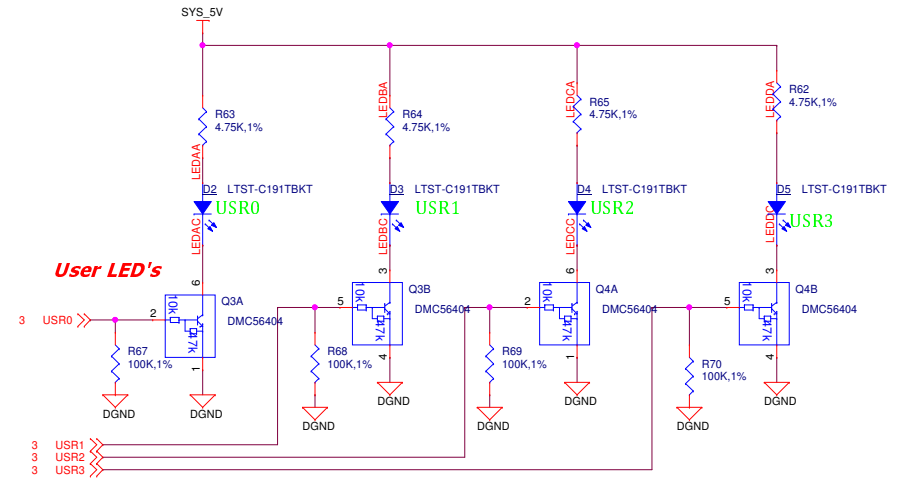 SYS_5V
R63
4.75K,1%
LEDAA
D2
LTST-C191TBKT
USR0
LEDAC
LEDBA
R64
4.75K,1%
D3
LTST-C191TBKT
USR1
LEDBC
LEDCA
R65
4.75K,1%
D4
LTST-C191TBKT
USR2
LEDCC
LEDDA
R62
4.75K,1%
D5
LTST-C191TBKT
USR3
LEDDC
User LED's
3 USR0
2
6
10k
47k
Q3A
DMC56404
1
R67
100K,1%
DGND
DGND
5
3
10k
47k
Q3B
DMC56404
4
R68
100K,1%
DGND
DGND
2
6
10k
47k
Q4A
DMC56404
1
R69
100K,1%
DGND
DGND
5
3
10k
47k
Q4B
DMC56404
4
R70
100K,1%
DGND
DGND
3 USR1
3 USR2
3 USR3